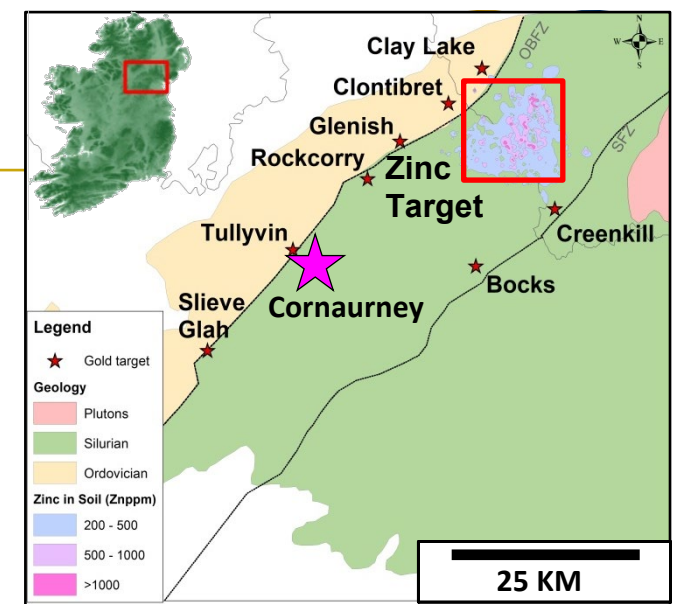 N
W E
S
OBFZ
Clay Lake
Clontibret
Glenish
Rockcorry
Zinc
Target
SFZ
Creenkill
Tullyvin
Bocks
Cornaurney
Slieve
Glah
Legend
Gold target
Geology
Plutons
Silurian
Ordovician
Zinc in Soil (Znppm)
200 - 500
500 - 1000
>1000
25 KM